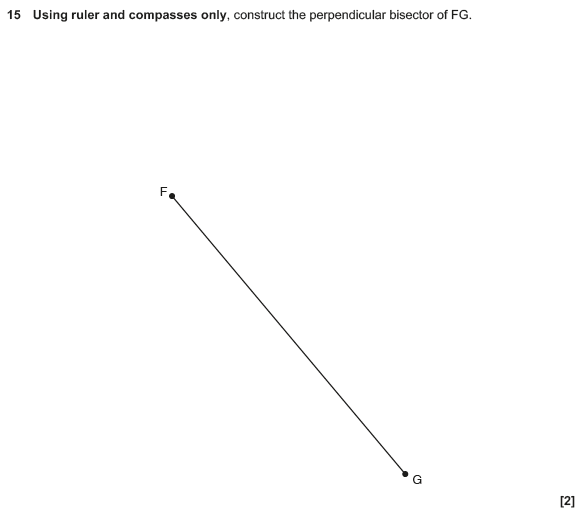 15 Using ruler and compasses only, construct the perpendicular bisector of FG.
F
G
[2]